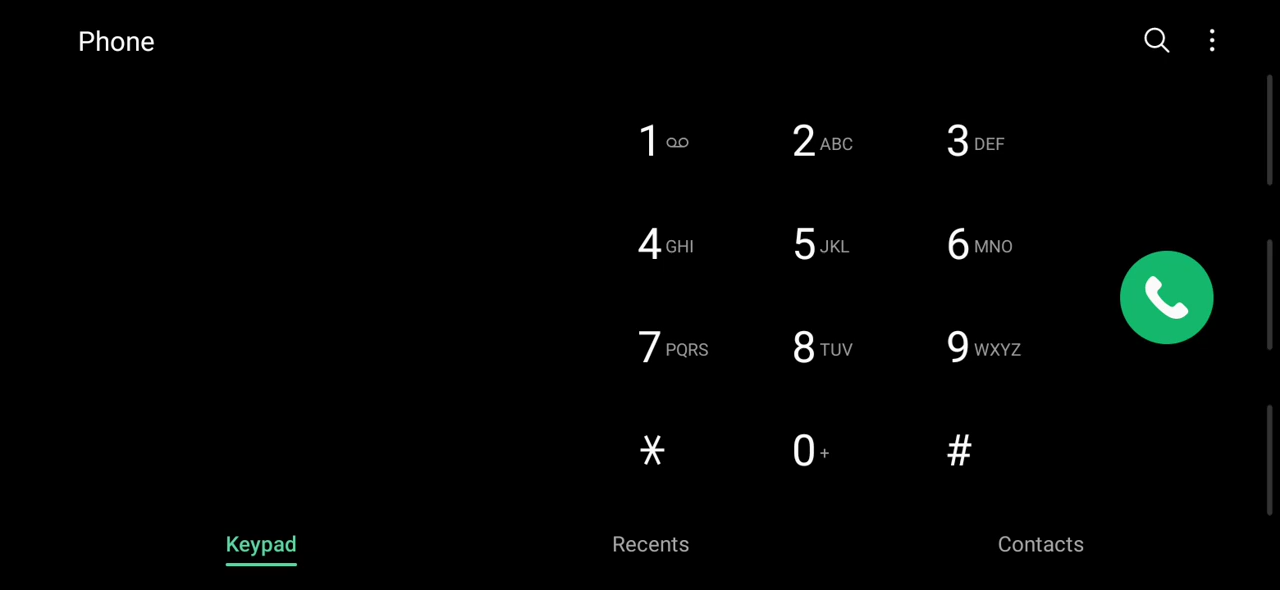 Phone
1
2 ABC
3 DEF
4 GHI
5 JKL
6 MNO
7 PQRS
8 TUV
9 WXYZ
*
0 +
#
Keypad
Recents
Contacts